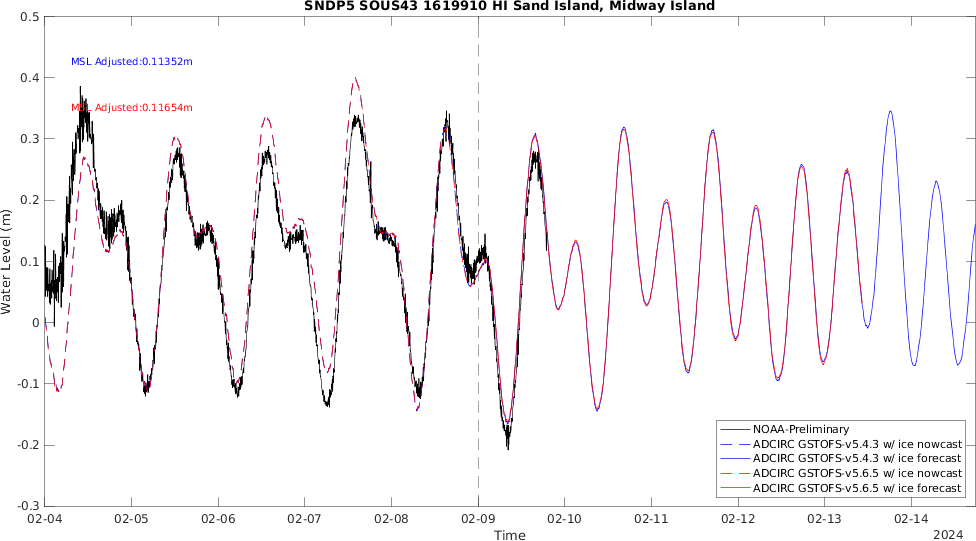 SNDP5 SOUS43 1619910 HI Sand Island, Midway Island
MSL Adjusted:0.11352m
MSL Adjusted:0.11654m
Water Level (m)
0.5
0.4
0.3
0.2
0.1
0
-0.1
-0.2
-0.3
02-04 02-05 02-06 02-07 02-08 02-09 02-10 02-11 02-12 02-13 02-14
Time
2024
NOAA-Preliminary
ADCIRC GSTOFS-v5.4.3 w/ ice nowcast
ADCIRC GSTOFS-v5.4.3 w/ ice forecast
ADCIRC GSTOFS-v5.6.5 w/ ice nowcast
ADCIRC GSTOFS-v5.6.5 w/ ice forecast